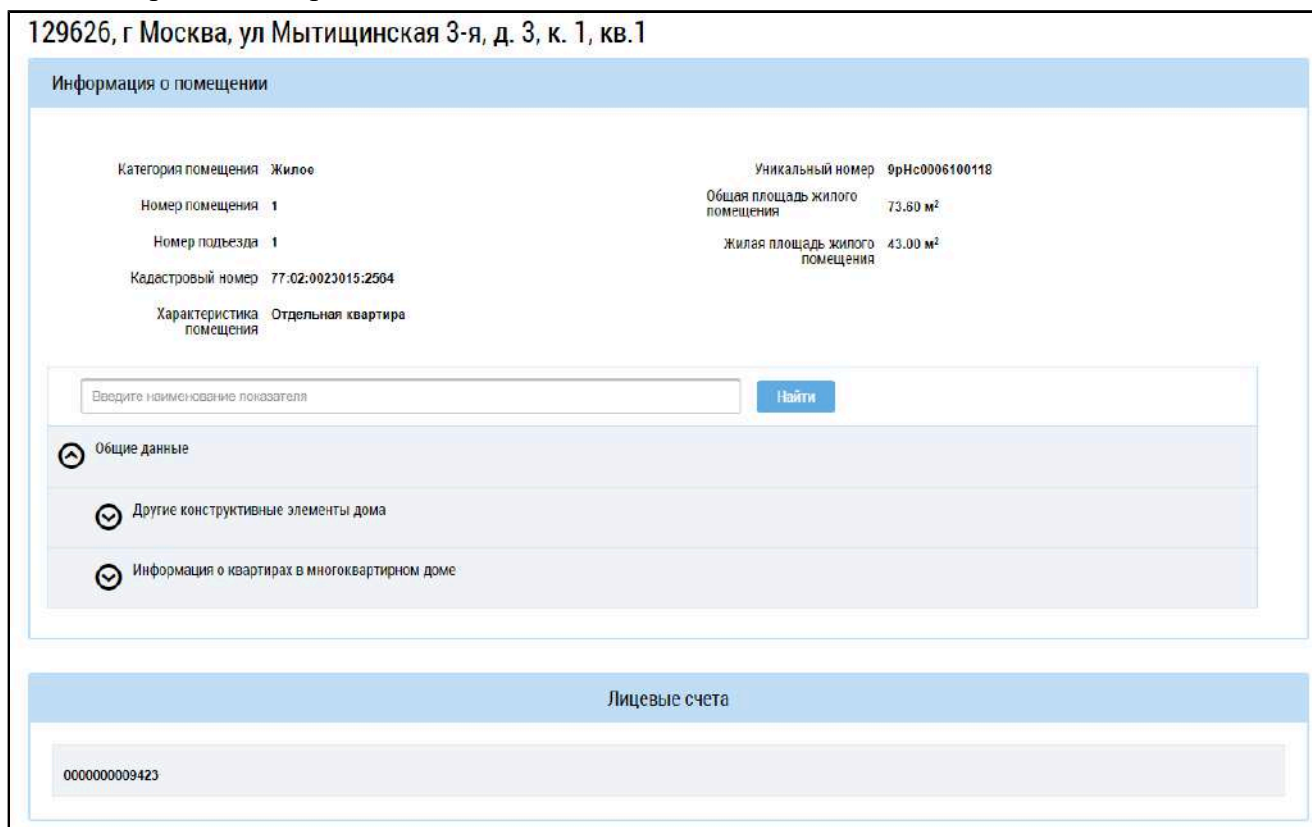 129626, г Москва, ул Мытищинская 3-я, д. 3, к. 1, кв.1
Информация о помещении
Категория помещения Жилое
Номер помещения 1
Номер подъезда 1
Кадастровый номер 77:02:0023015:2564
Характеристика помещения Отдельная квартира
Уникальный номер 9рНс0006100118
Общая площадь жилого помещения 73.60 м²
Жилая площадь жилого помещения 43.00 м²
Введите наименование показателя
Найти
Общие данные
Другие конструктивные элементы дома
Информация о квартирах в многоквартирном доме
Лицевые счета
0000000009423